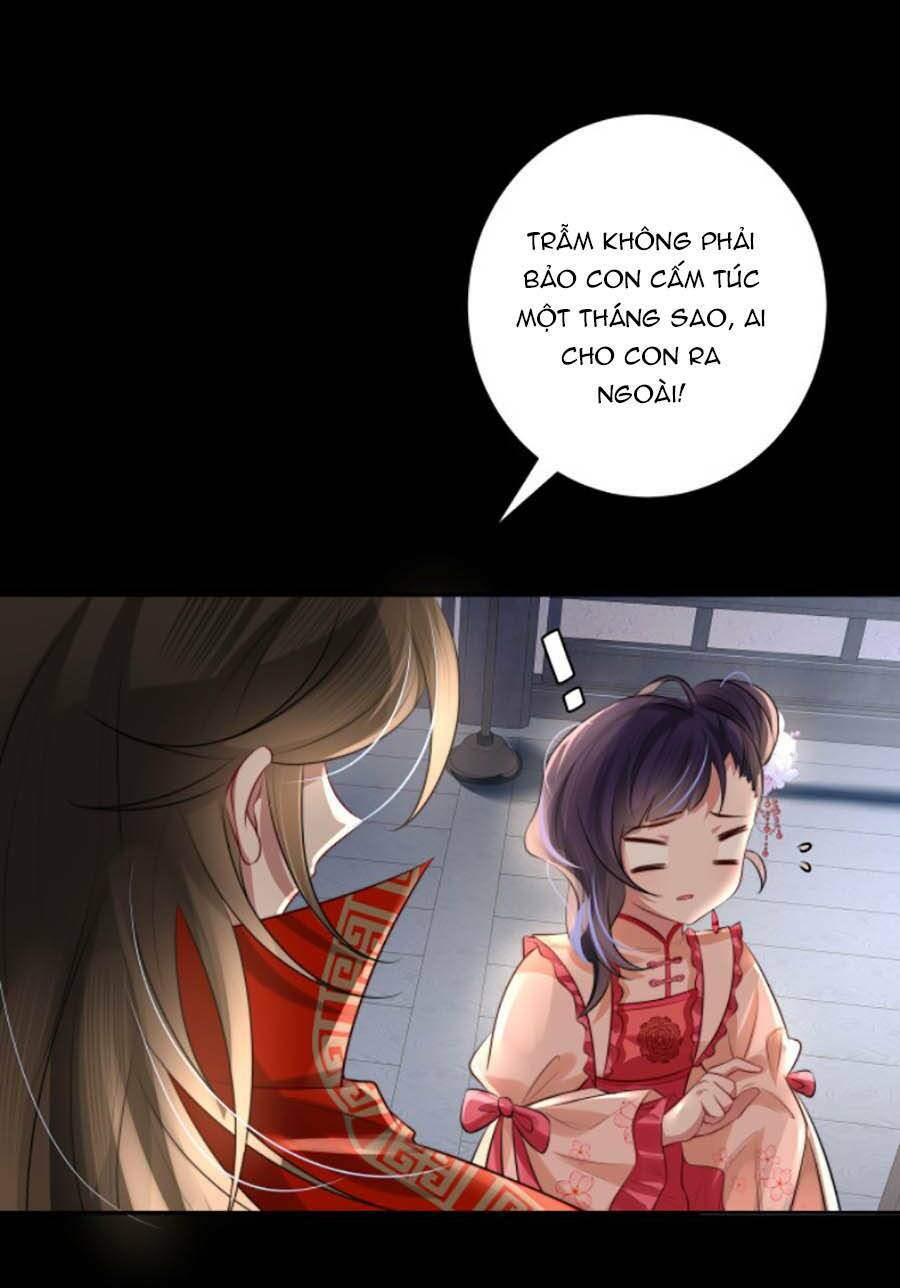 TRẪM KHÔNG PHẢI
BẢO CON CẤM TÚC
MỘT THÁNG SAO, AI
CHO CON RA
NGOÀI!
!